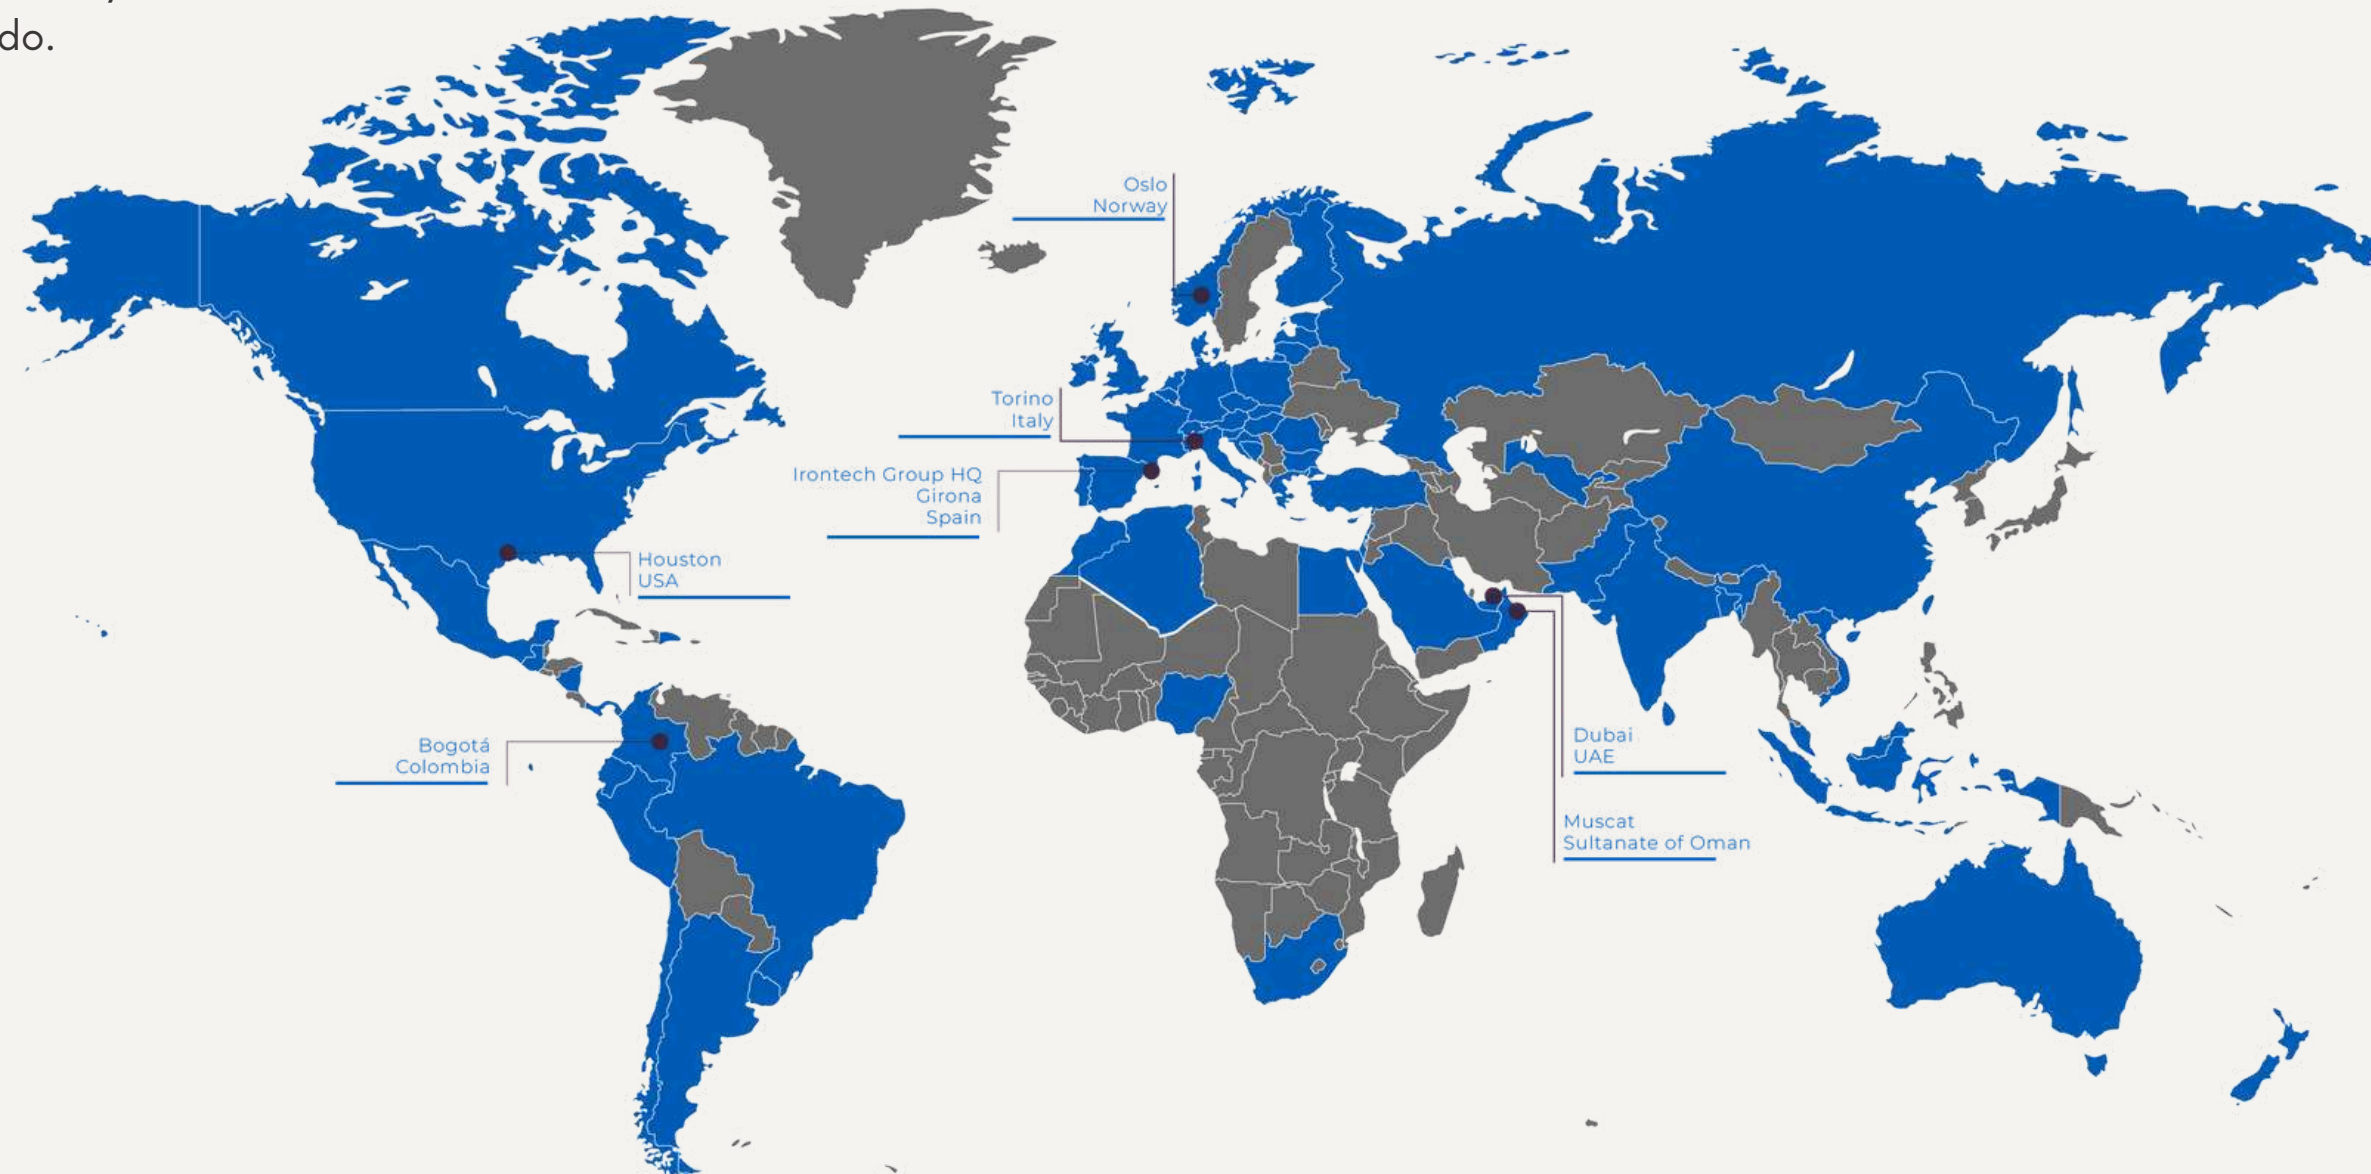 do.
Oslo
Norway
Torino
Italy
Irontech Group HQ
Girona
Spain
Houston
USA
Bogotá
Colombia
Dubai
UAE
Muscat
Sultanate of Oman